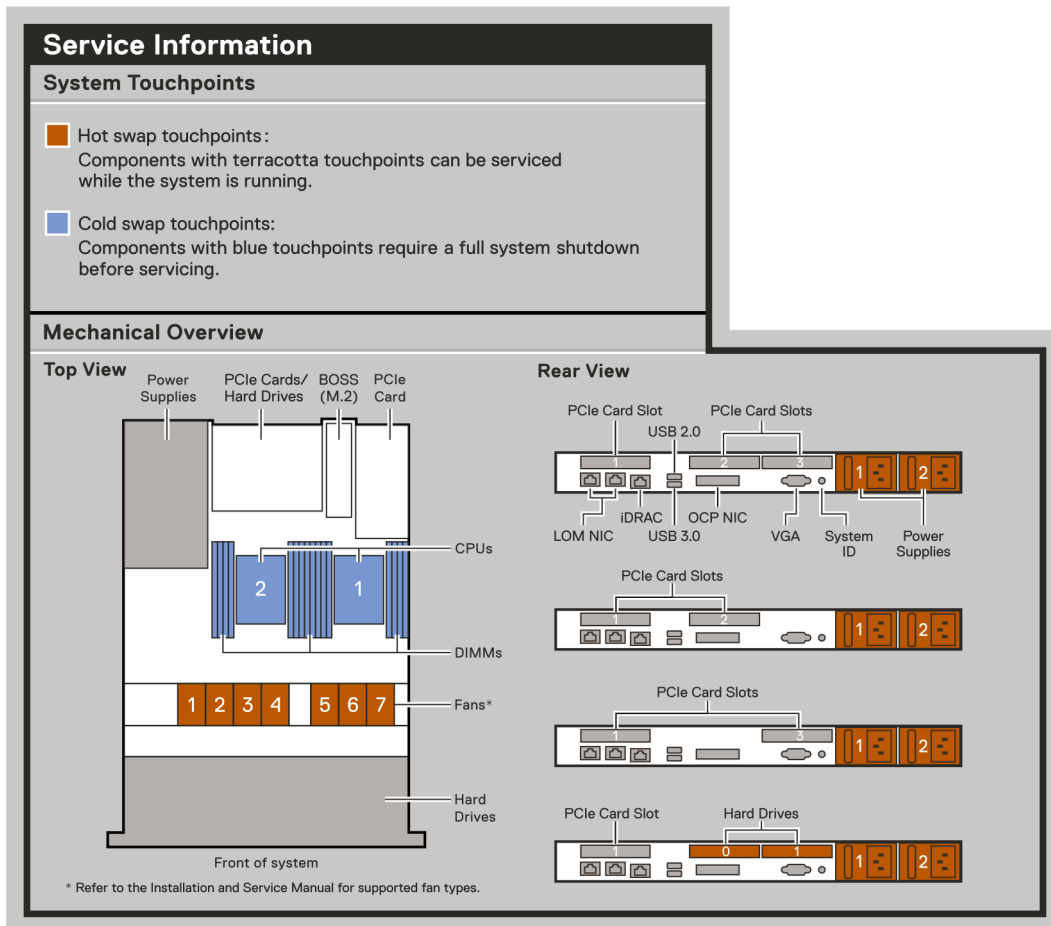 Service Information
System Touchpoints
Hot swap touchpoints:
Components with terracotta touchpoints can be serviced
while the system is running.
Cold swap touchpoints:
Components with blue touchpoints require a full system shutdown
before servicing.
Mechanical Overview
Top View
Power
Supplies
PCIe Cards/
Hard Drives
BOSS
(M.2)
PCIe
Card
CPUs
2
1
DIMMs
1 2 3 4 5 6 7
Fans*
Hard
Drives
Front of system
* Refer to the Installation and Service Manual for supported fan types.
Rear View
PCIe Card Slot
PCIe Card Slots
USB 2.0
1 2 3
1 2
LOM NIC
iDRAC
USB 3.0
OCP NIC
VGA
System
ID
Power
Supplies
PCIe Card Slots
1 2
1 2
PCIe Card Slots
1 3
1 2
PCIe Card Slot
Hard Drives
1 0 1
1 2